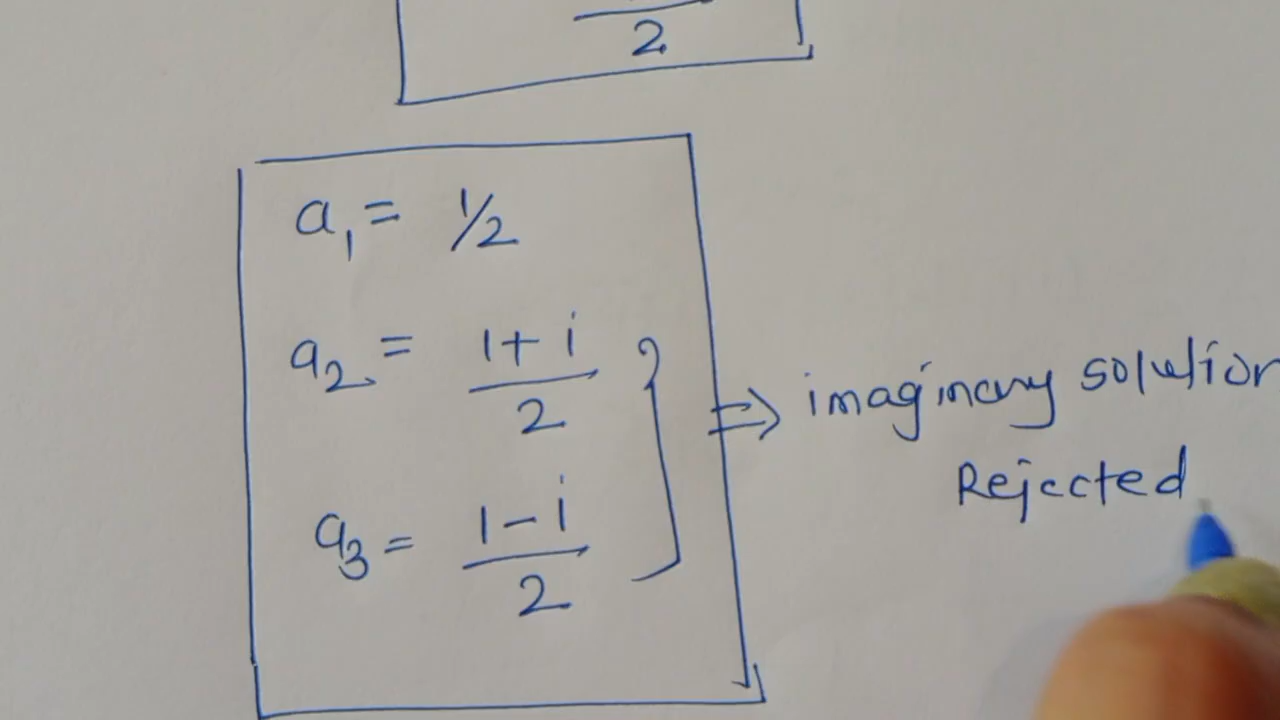 2
a₁ = 1/2
a₂ = (1 + i)/2
a₃ = (1 - i)/2
⇒ imaginary solution
Rejected